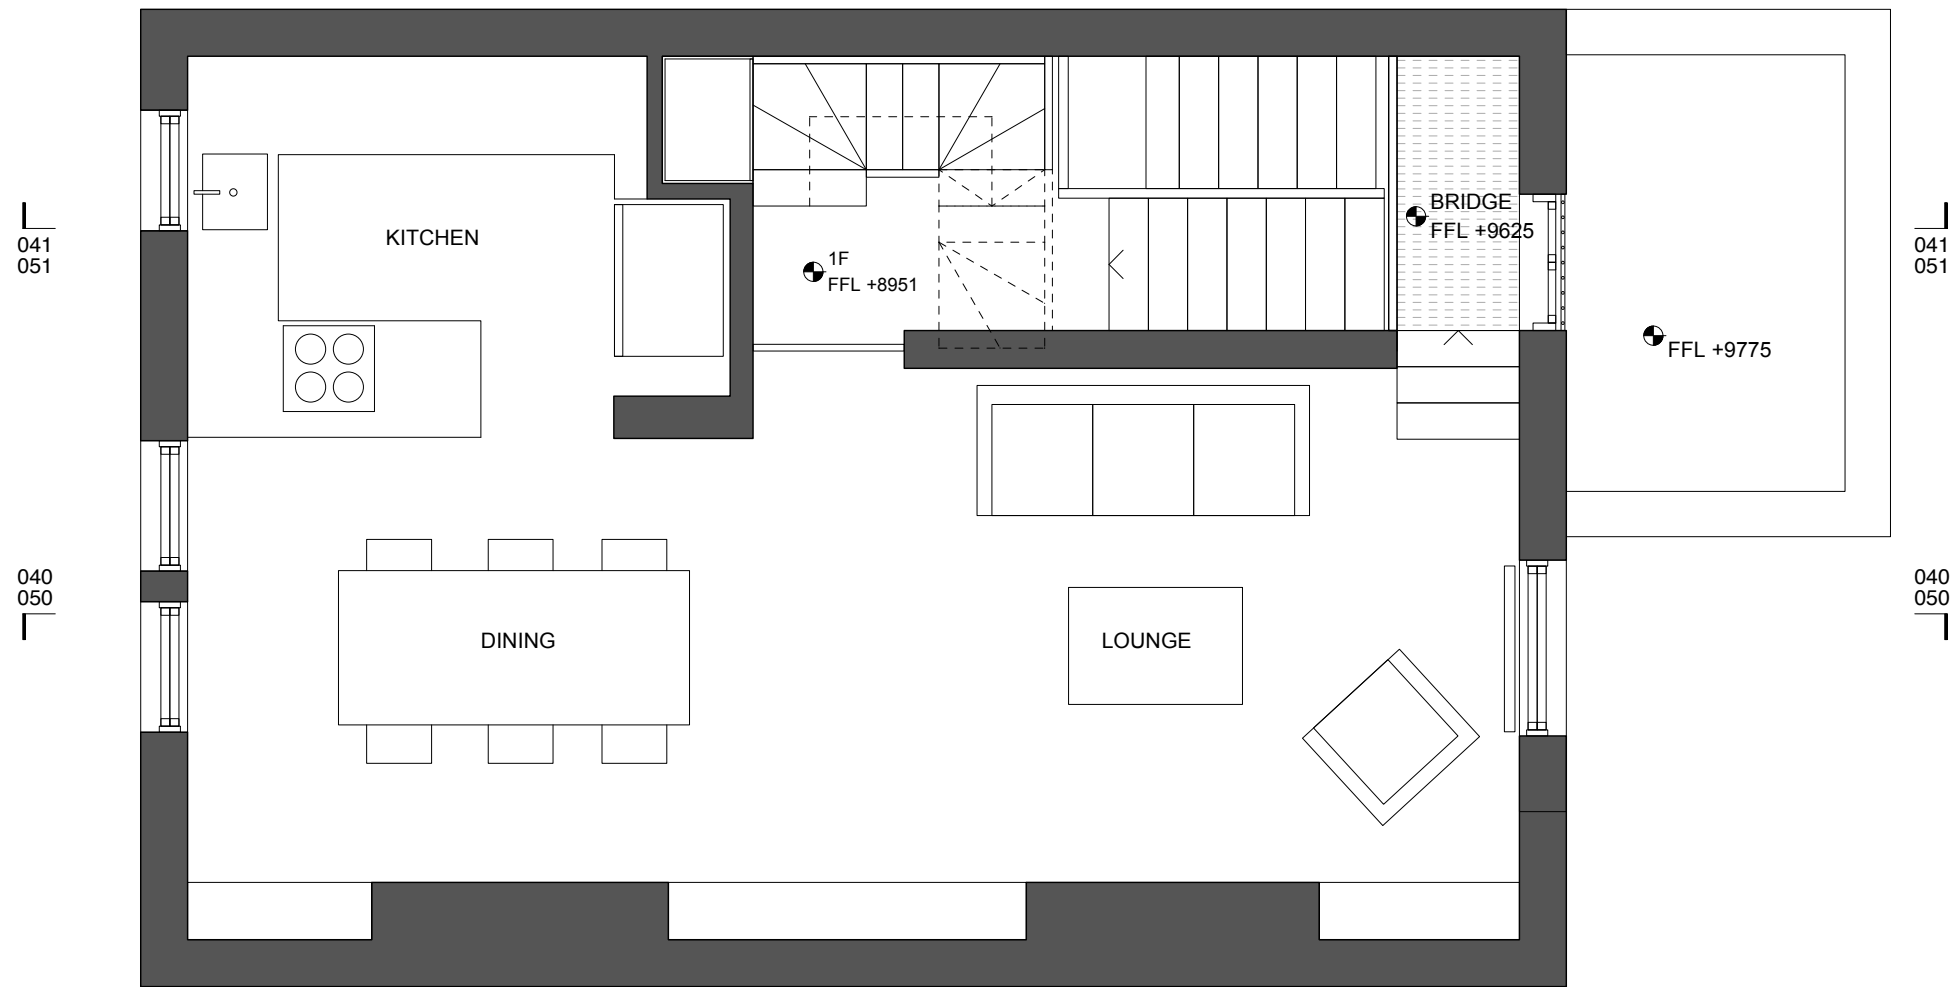 BRIDGE
FFL +9625
041
051
KITCHEN
1F
FFL +8951
041
051
FFL +9775
040
050
DINING
LOUNGE
040
050